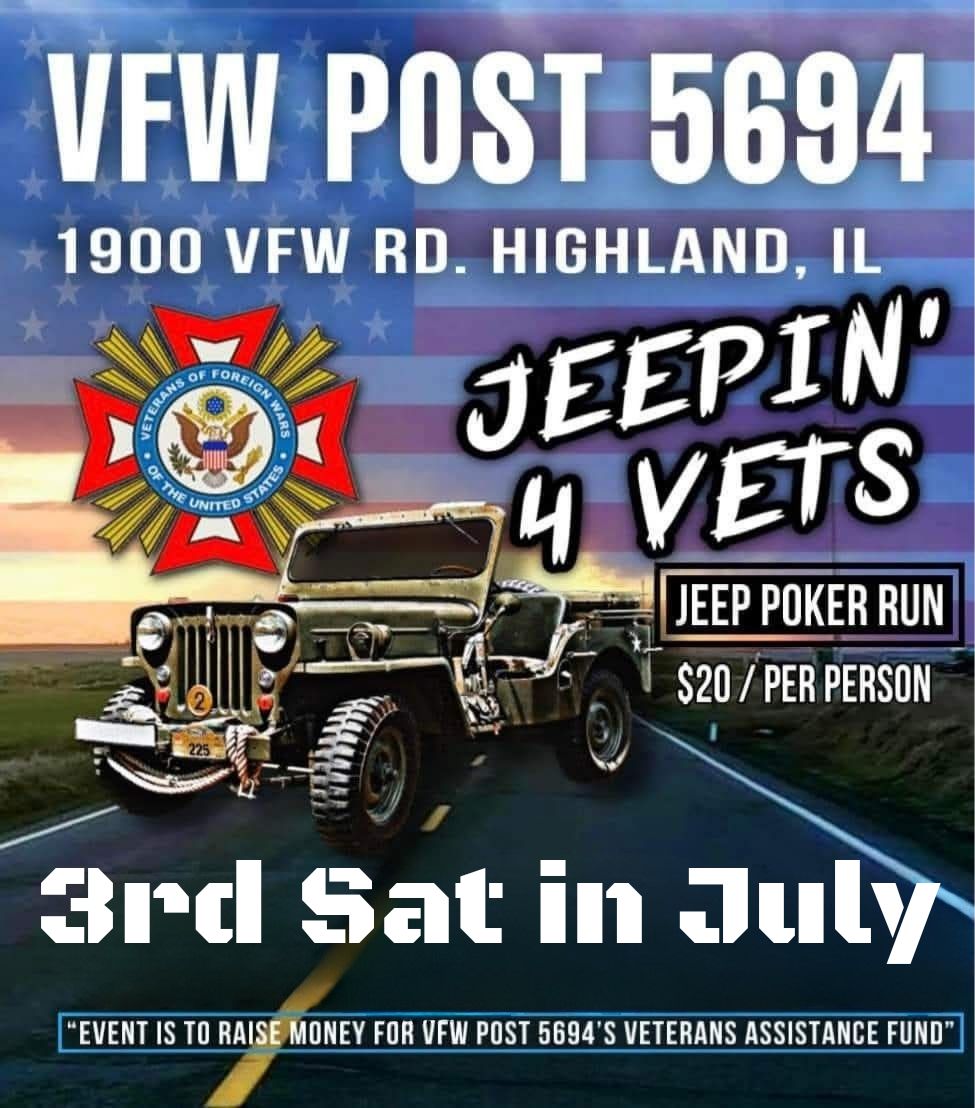 VFW POST 5694
1900 VFW RD. HIGHLAND, IL
VETERANS OF FOREIGN WARS
OF THE UNITED STATES
JEEPIN'
4 VETS
JEEP POKER RUN
$20 / PER PERSON
2
225
3rd Sat in July
“EVENT IS TO RAISE MONEY FOR VFW POST 5694’S VETERANS ASSISTANCE FUND”